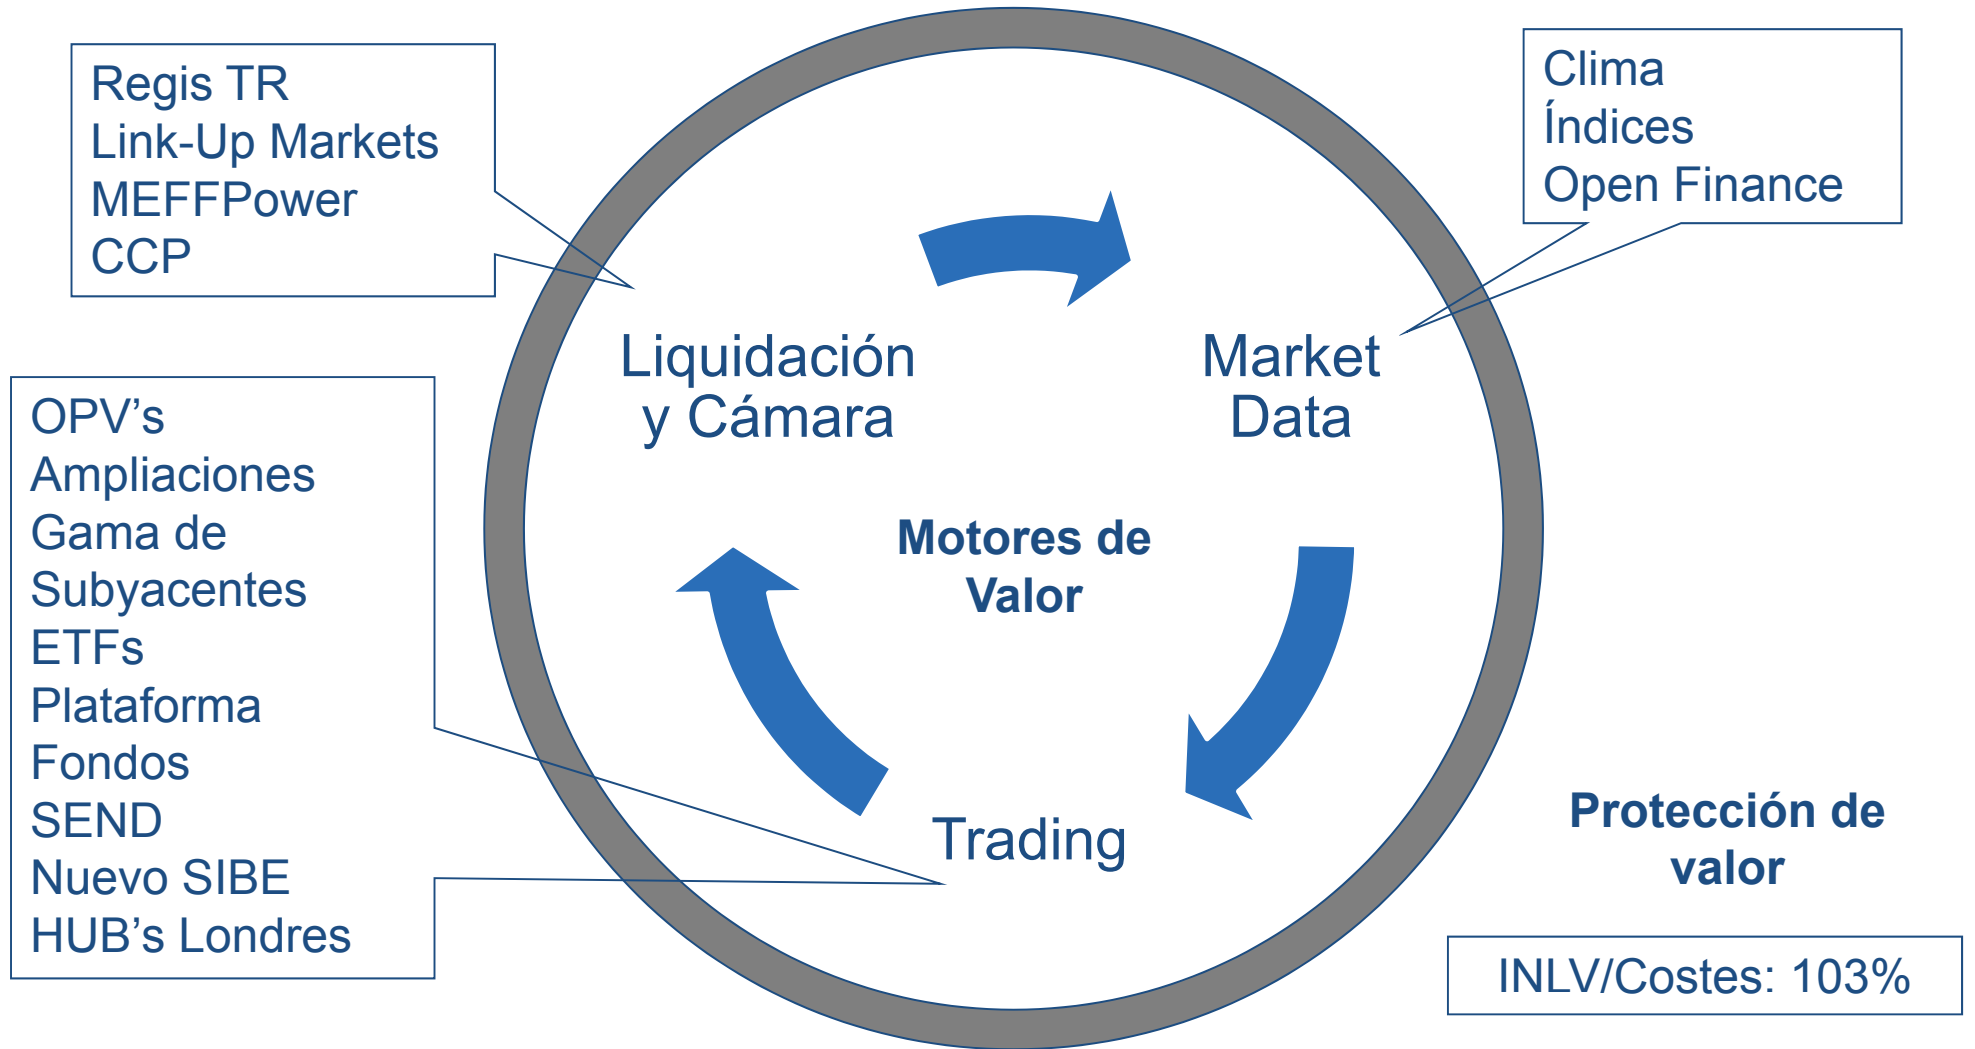 Regis TR
Link-Up Markets
MEFFPower
CCP
Clima
Índices
Open Finance
Liquidación
y Cámara
Market
Data
OPV’s
Ampliaciones
Gama de
Subyacentes
ETFs
Plataforma
Fondos
SEND
Nuevo SIBE
HUB’s Londres
Motores de
Valor
Trading
Protección de
valor
INLV/Costes: 103%